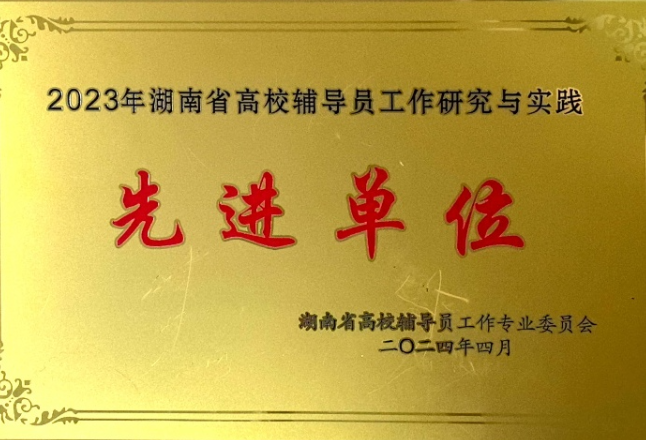 2023年湖南省高校辅导员工作研究与实践
先进单位
湖南省高校辅导员工作专业委员会
二〇二四年四月